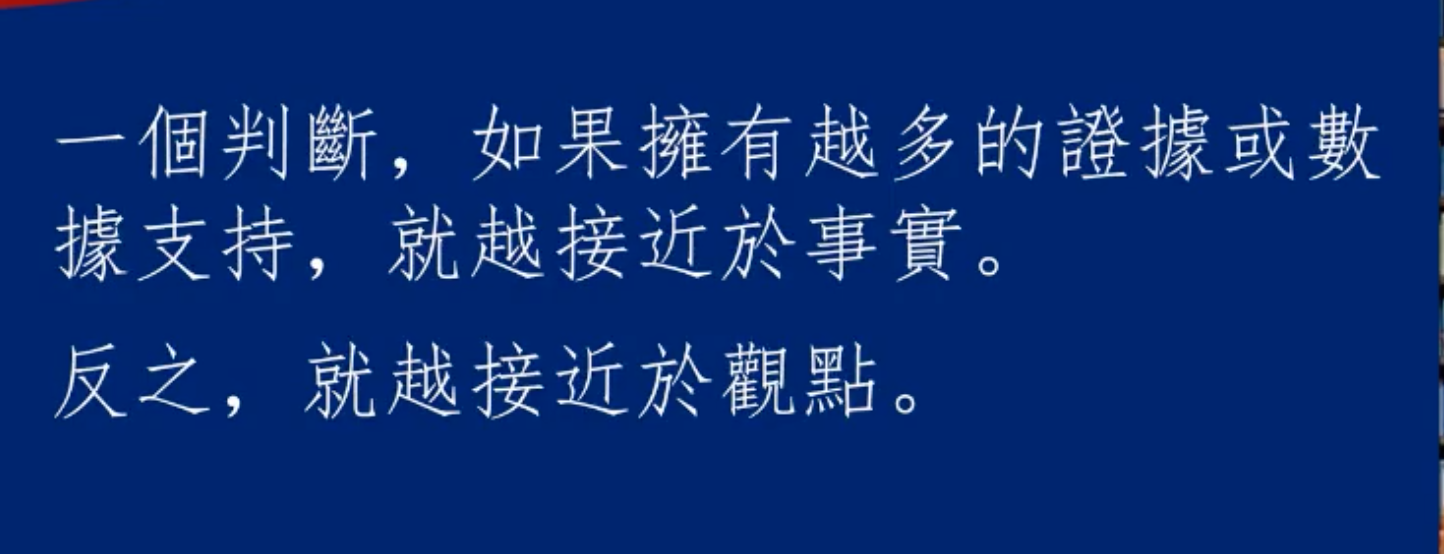 一個判斷，如果擁有越多的證據或數
據支持，就越接近於事實。
反之，就越接近於觀點。